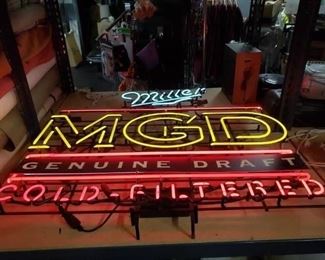 Miller
MGD
GENUINE DRAFT
COLD-FILTERED